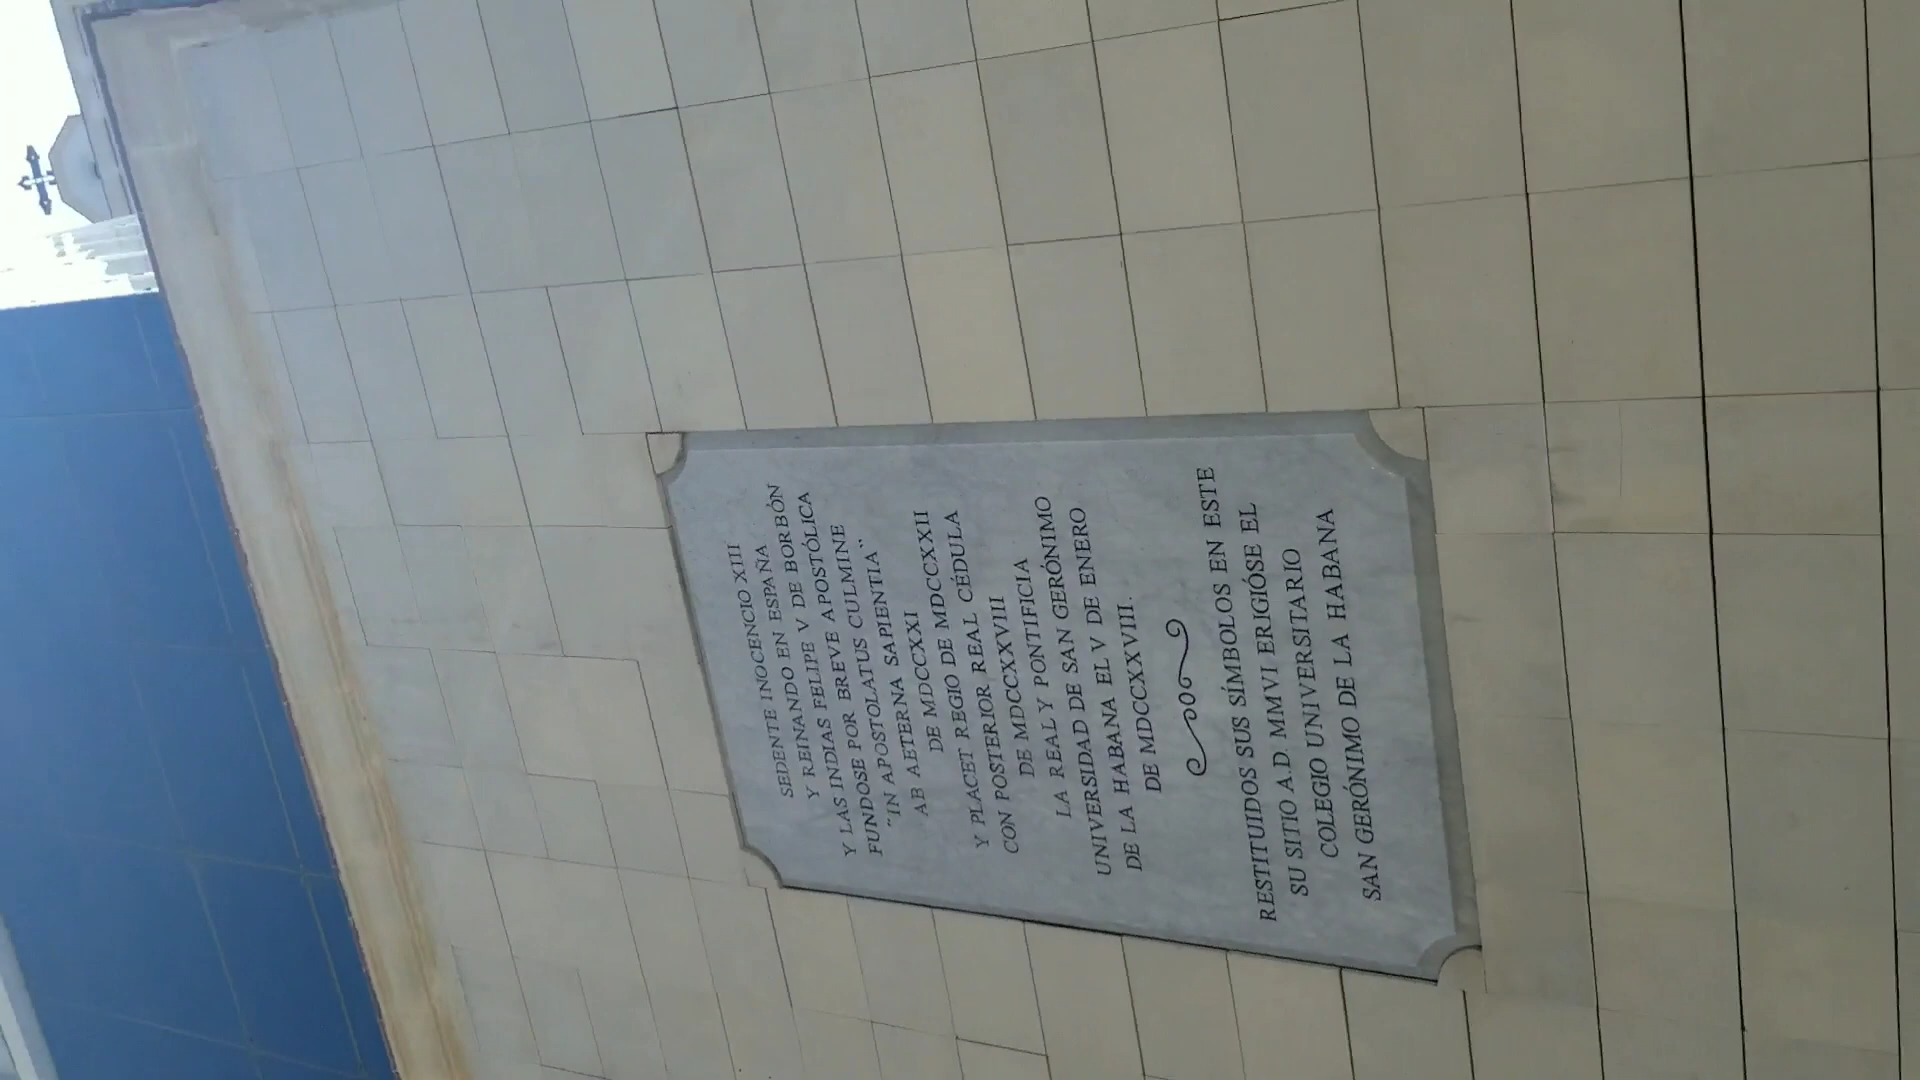 SEDENTE INOCENCIO XIII
Y REINANDO EN ESPAÑA
Y LAS INDIAS FELIPE V DE BORBÓN
FUNDOSE POR BREVE APOSTÓLICA
"IN APOSTOLATUS CULMINE
AB AETERNA SAPIENTIA"
DE MDCCXXI
Y PLACET REGIO DE MDCCXXII
CON POSTERIOR REAL CÉDULA
DE MDCCXXVIII
LA REAL Y PONTIFICIA
UNIVERSIDAD DE SAN GERÓNIMO
DE LA HABANA EL V DE ENERO
DE MDCCXXVIII.
RESTITUIDOS SUS SÍMBOLOS EN ESTE
SU SITIO A.D. MMVI ERIGIÓSE EL
COLEGIO UNIVERSITARIO
SAN GERÓNIMO DE LA HABANA